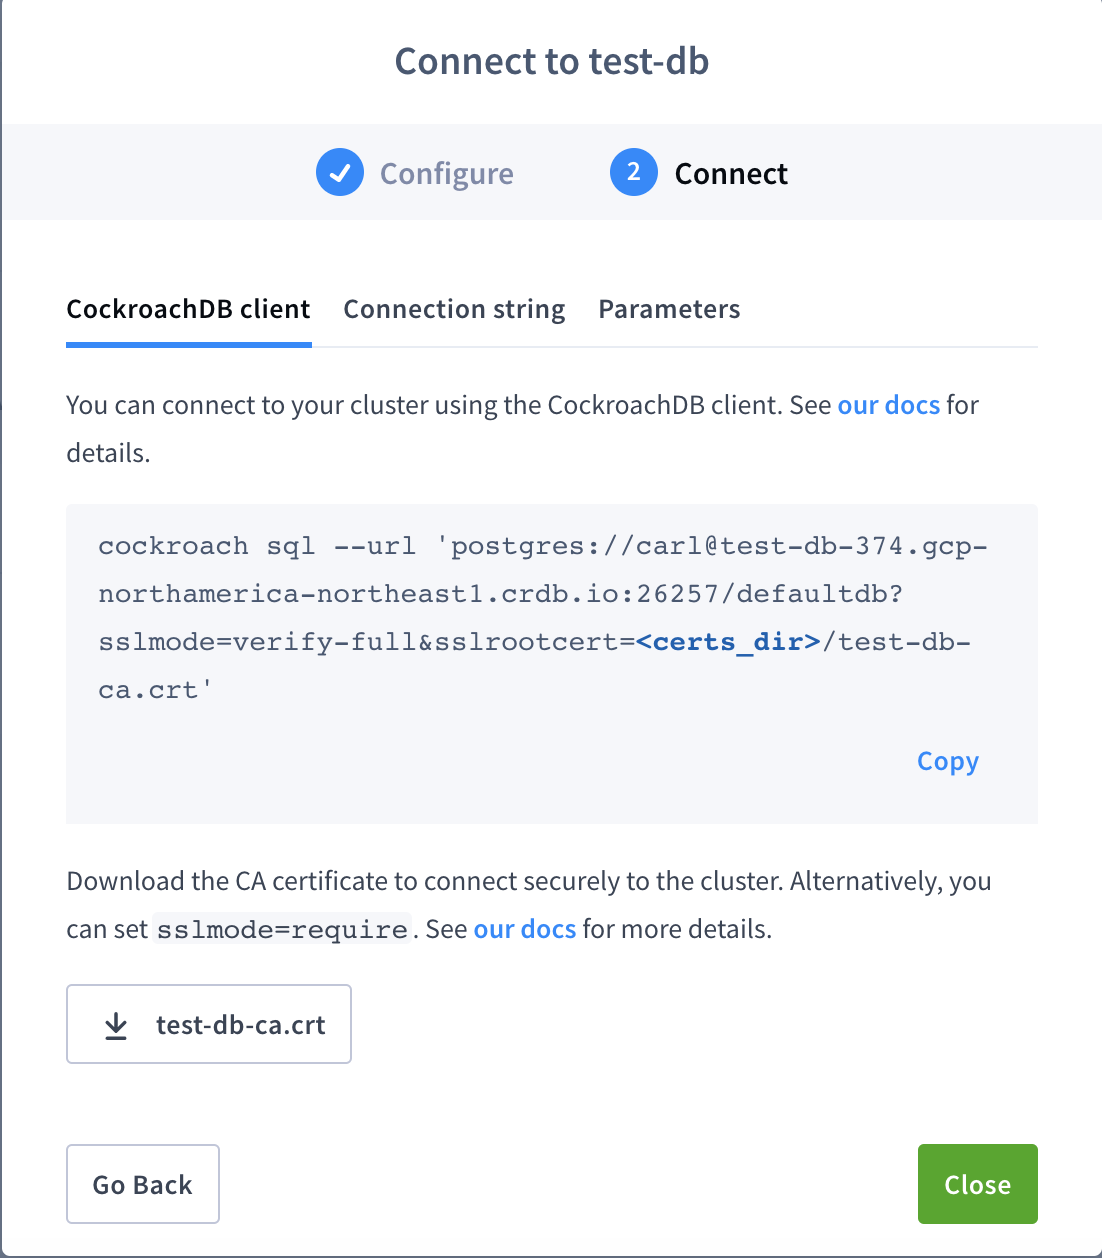 Connect to test-db
Configure
2 Connect
CockroachDB client Connection string Parameters
You can connect to your cluster using the CockroachDB client. See our docs for
details.
cockroach sql --url 'postgres://carl@test-db-374.gcp-
northamerica-northeast1.crdb.io:26257/defaultdb?
sslmode=verify-full&sslrootcert=<certs_dir>/test-db-
ca.crt'
Copy
Download the CA certificate to connect securely to the cluster. Alternatively, you
can set sslmode=require. See our docs for more details.
test-db-ca.crt
Go Back Close